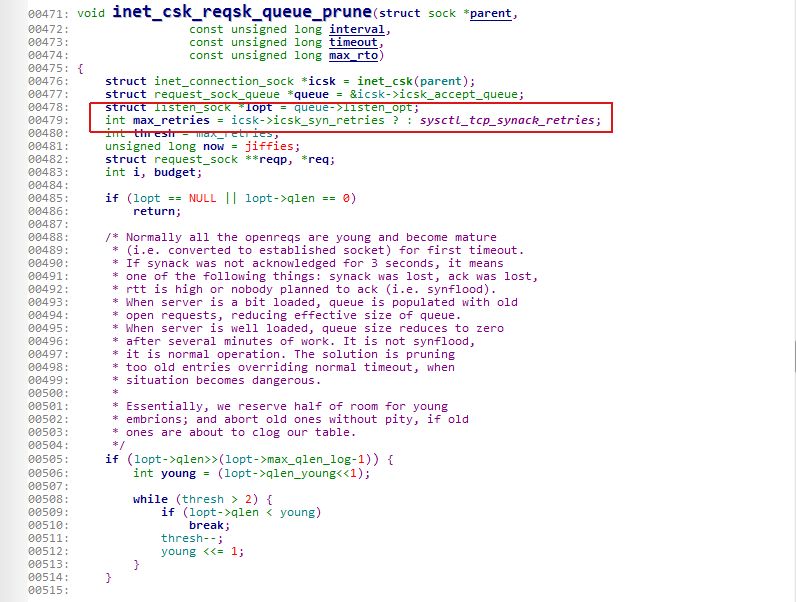 00471: void inet_csk_reqsk_queue_prune(struct sock *parent,
00472:                 const unsigned long interval,
00473:                 const unsigned long timeout,
00474:                 const unsigned long max_rto)
00475: {
00476:     struct inet_connection_sock *icsk = inet_csk(parent);
00477:     struct request_sock_queue *queue = &icsk->icsk_accept_queue;
00478:     struct listen_sock *lopt = queue->listen_opt;
00479:     int max_retries = icsk->icsk_syn_retries ? : sysctl_tcp_synack_retries;
00480:     int thresh = max_retries;
00481:     unsigned long now = jiffies;
00482:     struct request_sock **reqp, *req;
00483:     int i, budget;
00484:
00485:     if (lopt == NULL || lopt->qlen == 0)
00486:         return;
00487:
00488:     /* Normally all the openreqs are young and become mature
00489:      * (i.e. converted to established socket) for first timeout.
00490:      * If synack was not acknowledged for 3 seconds, it means
00491:      * one of the following things: synack was lost, ack was lost,
00492:      * rtt is high or nobody planned to ack (i.e. synflood).
00493:      * When server is a bit loaded, queue is populated with old
00494:      * open requests, reducing effective size of queue.
00495:      * When server is well loaded, queue size reduces to zero
00496:      * after several minutes of work. It is not synflood,
00497:      * it is normal operation. The solution is pruning
00498:      * too old entries overriding normal timeout, when
00499:      * situation becomes dangerous.
00500:      *
00501:      * Essentially, we reserve half of room for young
00502:      * embrions; and abort old ones without pity, if old
00503:      * ones are about to clog our table.
00504:      */
00505:     if (lopt->qlen>>(lopt->max_qlen_log-1)) {
00506:         int young = (lopt->qlen_young<<1);
00507:
00508:         while (thresh > 2) {
00509:             if (lopt->qlen < young)
00510:                 break;
00511:             thresh--;
00512:             young <<= 1;
00513:         }
00514:     }
00515: